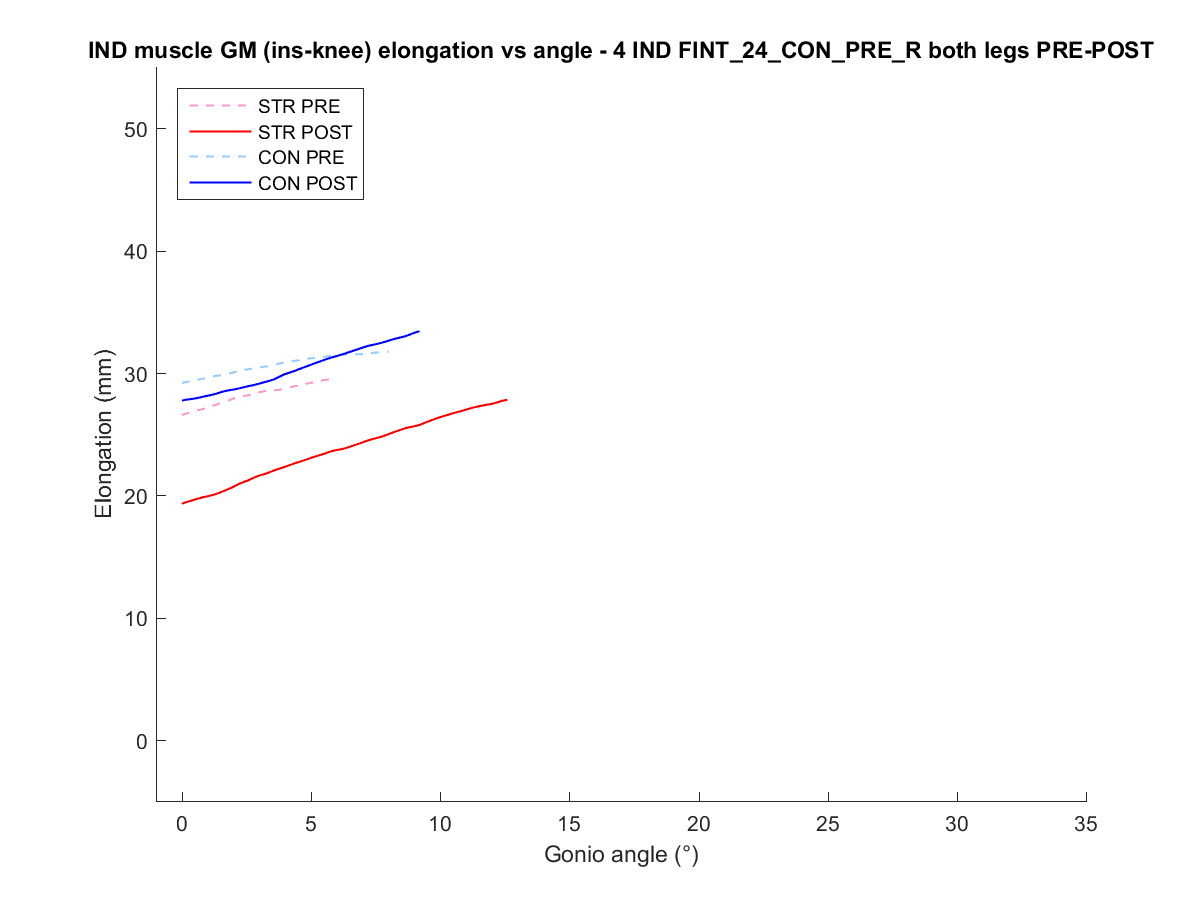 IND muscle GM (ins-knee) elongation vs angle - 4 IND FINT_24_CON_PRE_R both legs PRE-POST
STR PRE
STR POST
CON PRE
CON POST
50
40
30
20
10
0
Elongation (mm)
0 5 10 15 20 25 30 35
Gonio angle (°)